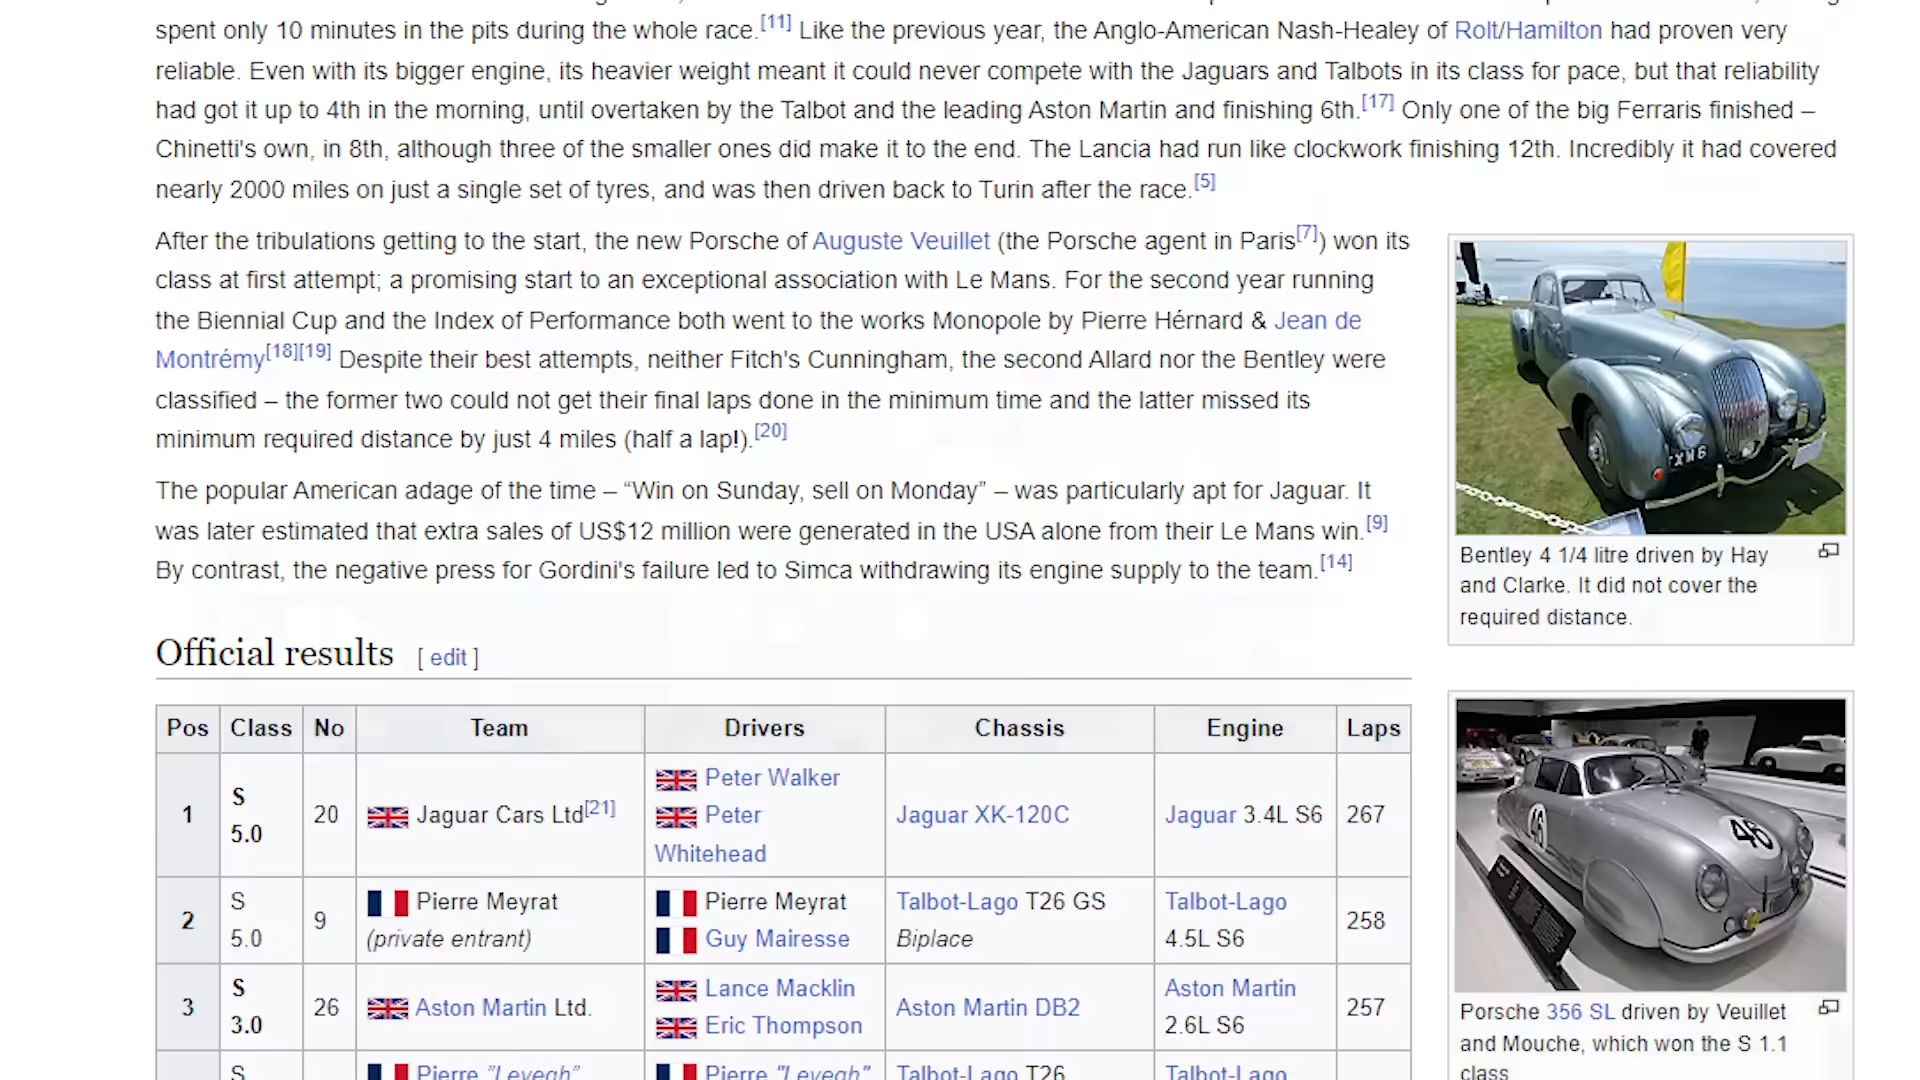 spent only 10 minutes in the pits during the whole race.[11] Like the previous year, the Anglo-American Nash-Healey of Rolt/Hamilton had proven very
reliable. Even with its bigger engine, its heavier weight meant it could never compete with the Jaguars and Talbots in its class for pace, but that reliability
had got it up to 4th in the morning, until overtaken by the Talbot and the leading Aston Martin and finishing 6th.[17] Only one of the big Ferraris finished –
Chinetti's own, in 8th, although three of the smaller ones did make it to the end. The Lancia had run like clockwork finishing 12th. Incredibly it had covered
nearly 2000 miles on just a single set of tyres, and was then driven back to Turin after the race.[5]
After the tribulations getting to the start, the new Porsche of Auguste Veuillet (the Porsche agent in Paris[7]) won its
class at first attempt; a promising start to an exceptional association with Le Mans. For the second year running
the Biennial Cup and the Index of Performance both went to the works Monopole by Pierre Hérnard & Jean de
Montrémy[18][19] Despite their best attempts, neither Fitch's Cunningham, the second Allard nor the Bentley were
classified – the former two could not get their final laps done in the minimum time and the latter missed its
minimum required distance by just 4 miles (half a lap!).[20]
The popular American adage of the time – “Win on Sunday, sell on Monday” – was particularly apt for Jaguar. It
was later estimated that extra sales of US$12 million were generated in the USA alone from their Le Mans win.[9]
By contrast, the negative press for Gordini's failure led to Simca withdrawing its engine supply to the team.[14]
XW6
Bentley 4 1/4 litre driven by Hay
and Clarke. It did not cover the
required distance.
Official results [ edit ]
Pos Class No Team Drivers Chassis Engine Laps
1 S 5.0 20 Jaguar Cars Ltd[21] Peter Walker Peter Whitehead Jaguar XK-120C Jaguar 3.4L S6 267
2 S 5.0 9 Pierre Meyrat (private entrant) Pierre Meyrat Guy Mairesse Talbot-Lago T26 GS Biplace Talbot-Lago 4.5L S6 258
3 S 3.0 26 Aston Martin Ltd. Lance Macklin Eric Thompson Aston Martin DB2 Aston Martin 2.6L S6 257
S Pierre "Levegh" Pierre "Levegh" Talbot-Lago T26 Talbot-Lago
46
46
Porsche 356 SL driven by Veuillet
and Mouche, which won the S 1.1
class